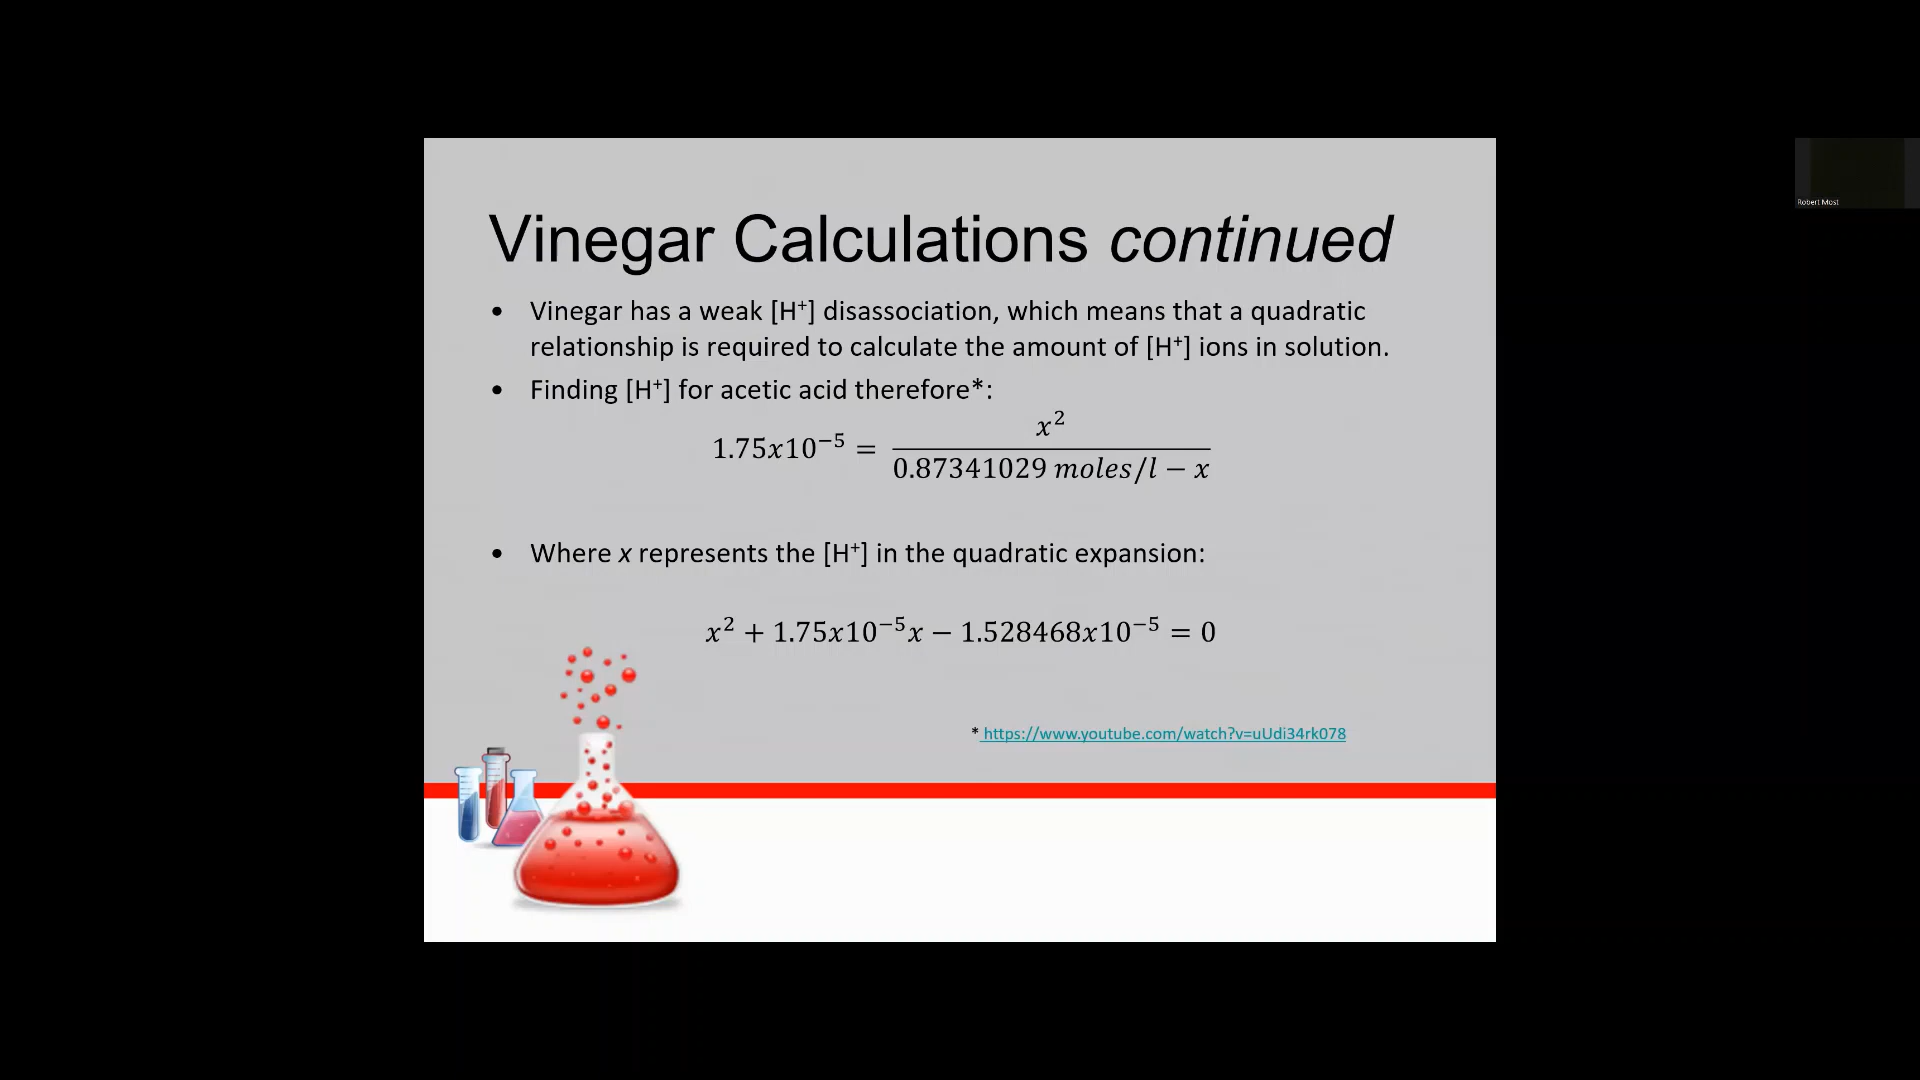 Vinegar Calculations continued
• Vinegar has a weak [H⁺] disassociation, which means that a quadratic
relationship is required to calculate the amount of [H⁺] ions in solution.
• Finding [H⁺] for acetic acid therefore*:
1.75x10⁻⁵ = x² / (0.87341029 moles/l − x)
• Where x represents the [H⁺] in the quadratic expansion:
x² + 1.75x10⁻⁵x − 1.528468x10⁻⁵ = 0
* https://www.youtube.com/watch?v=uUdi34rk078
Robert Most